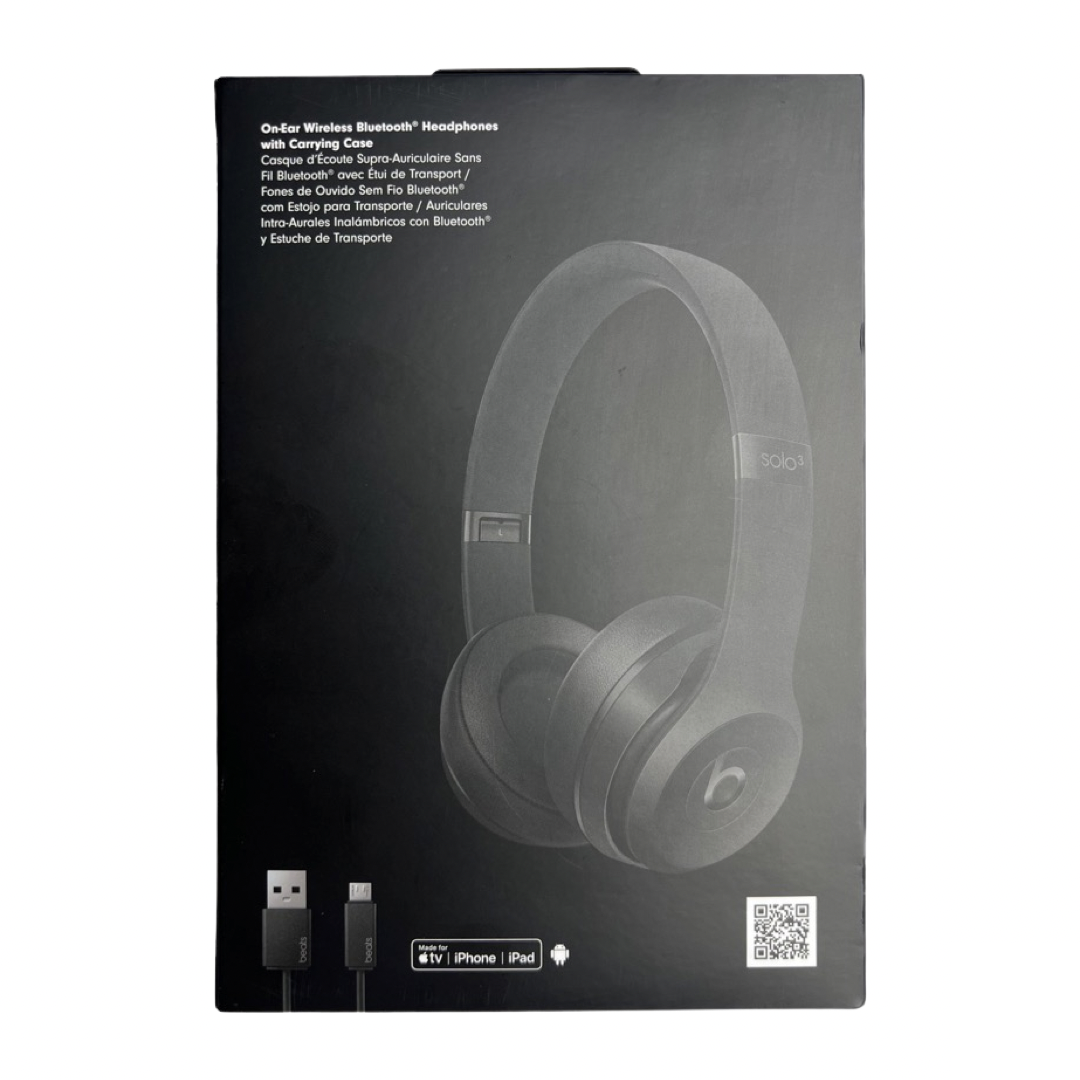 On-Ear Wireless Bluetooth® Headphones
with Carrying Case
Casque d'Écoute Supra-Auriculaire Sans
Fil Bluetooth® avec Étui de Transport /
Fones de Ouvido Sem Fio Bluetooth®
com Estojo para Transporte / Auriculares
Intra-Aurales Inalámbricos con Bluetooth®
y Estuche de Transporte
solo3
L
b
beats
beats
Made for
tv | iPhone | iPad